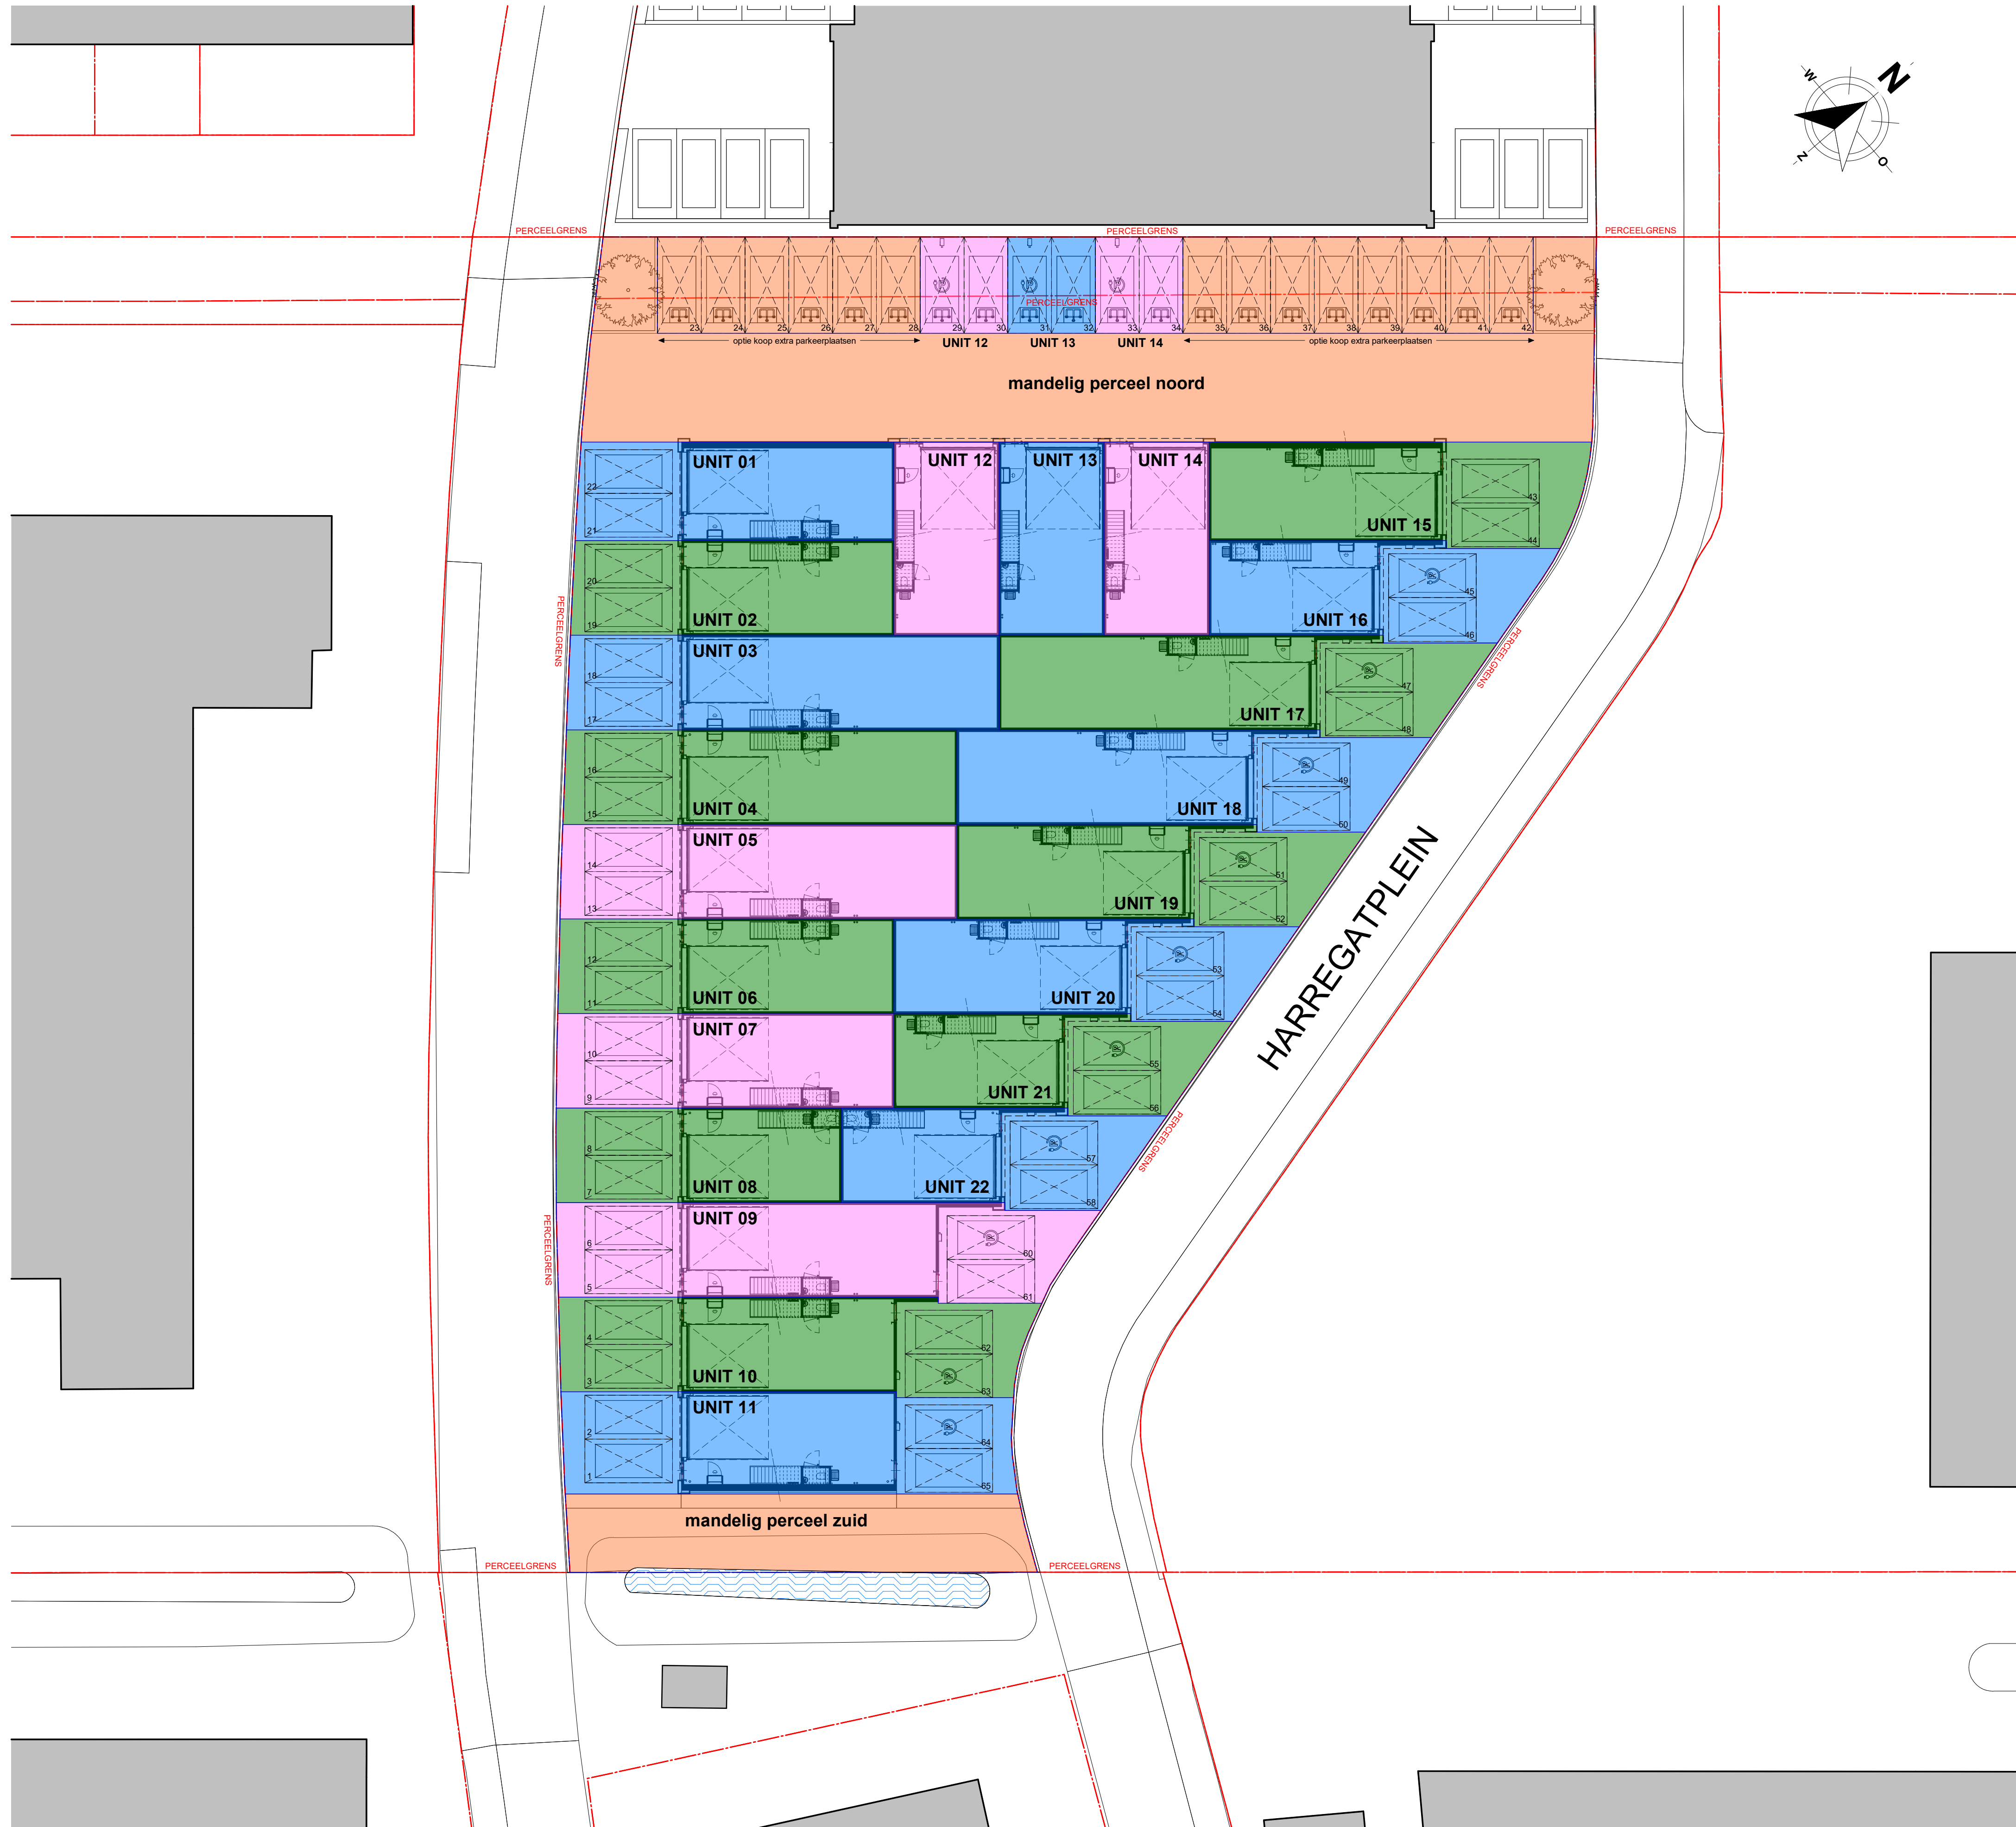 N
W
O
Z
PERCEELGRENS
PERCEELGRENS
PERCEELGRENS
PERCEELGRENS
23
24
25
26
27
28
29
30
31
32
33
34
35
36
37
38
39
40
41
42
optie koop extra parkeerplaatsen
UNIT 12
UNIT 13
UNIT 14
optie koop extra parkeerplaatsen
mandelig perceel noord
22
21
UNIT 01
UNIT 12
UNIT 13
UNIT 14
UNIT 15
43
44
20
19
UNIT 02
UNIT 16
45
46
PERCEELGRENS
PERCEELGRENS
18
17
UNIT 03
UNIT 17
47
48
16
15
UNIT 04
UNIT 18
49
50
14
13
UNIT 05
UNIT 19
51
52
HARREGATPLEIN
12
11
UNIT 06
UNIT 20
53
54
10
9
UNIT 07
UNIT 21
55
56
8
7
UNIT 08
UNIT 22
57
58
PERCEELGRENS
PERCEELGRENS
6
5
UNIT 09
60
61
4
3
UNIT 10
62
63
2
1
UNIT 11
64
65
mandelig perceel zuid
PERCEELGRENS
PERCEELGRENS